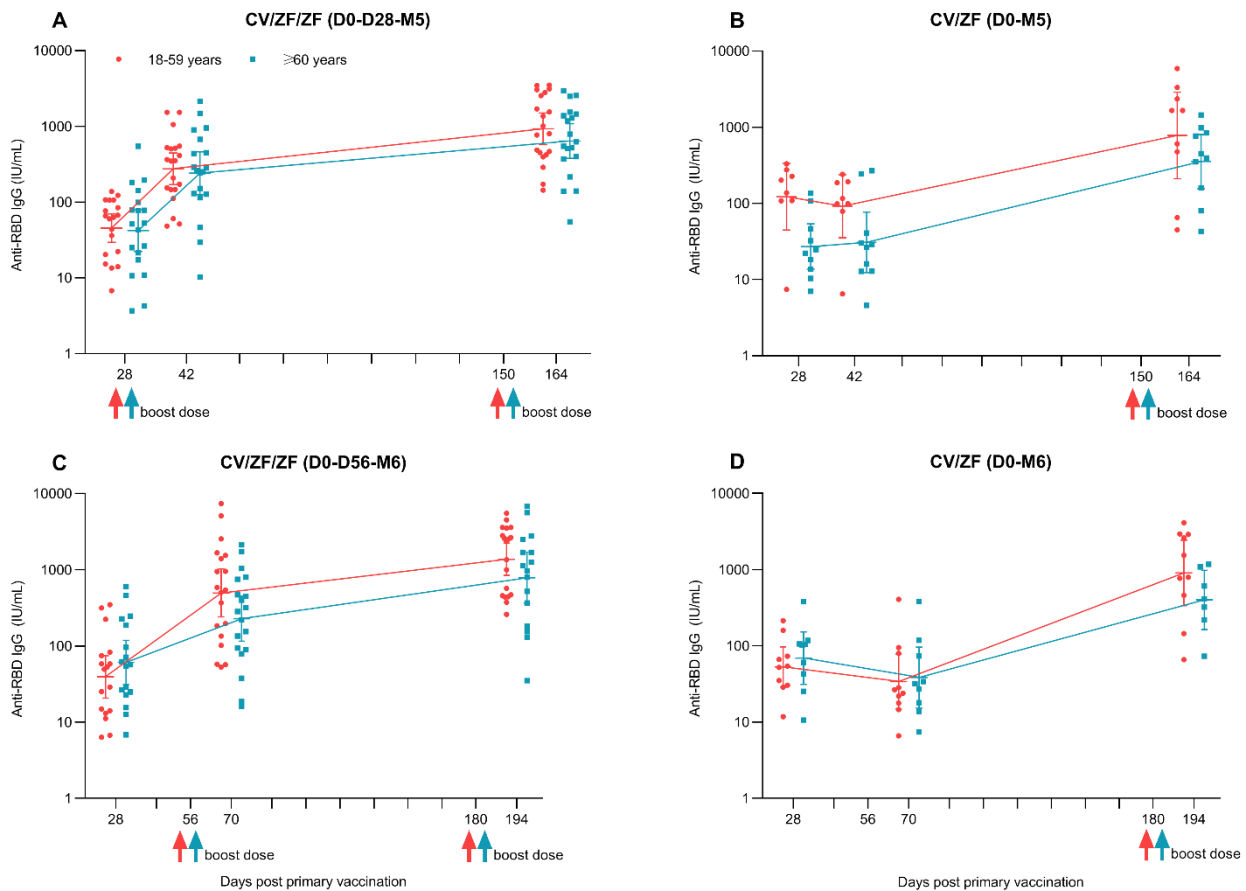 A
CV/ZF/ZF (D0-D28-M5)
18-59 years
⩾60 years
Anti-RBD IgG (IU/mL)
10000
1000
100
10
1
28
42
150
164
boost dose
boost dose
B
CV/ZF (D0-M5)
Anti-RBD IgG (IU/mL)
10000
1000
100
10
1
28
42
150
164
boost dose
C
CV/ZF/ZF (D0-D56-M6)
Anti-RBD IgG (IU/mL)
10000
1000
100
10
1
28
56
70
180
194
boost dose
boost dose
Days post primary vaccination
D
CV/ZF (D0-M6)
Anti-RBD IgG (IU/mL)
10000
1000
100
10
1
28
70
180
194
boost dose
Days post primary vaccination